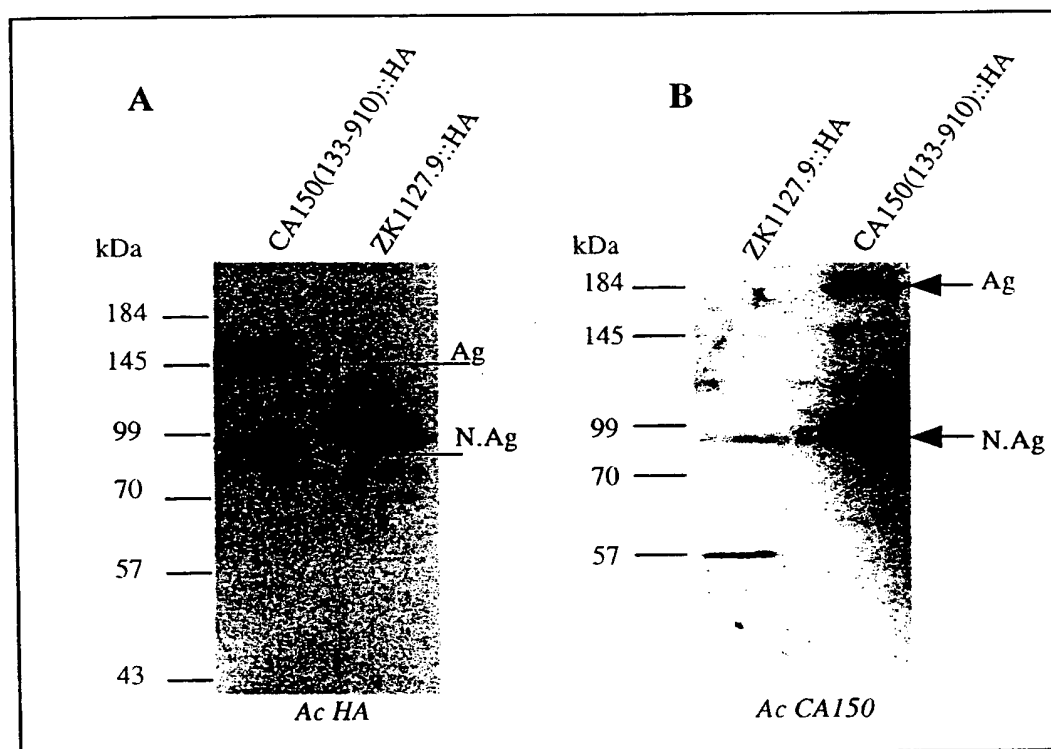 A
CA150(133-910)::HA
ZK1127.9::HA
kDa
184
145
99
70
57
43
Ag
N.Ag
Ac HA
B
ZK1127.9::HA
CA150(133-910)::HA
184
145
99
70
57
Ag
N.Ag
Ac CA150